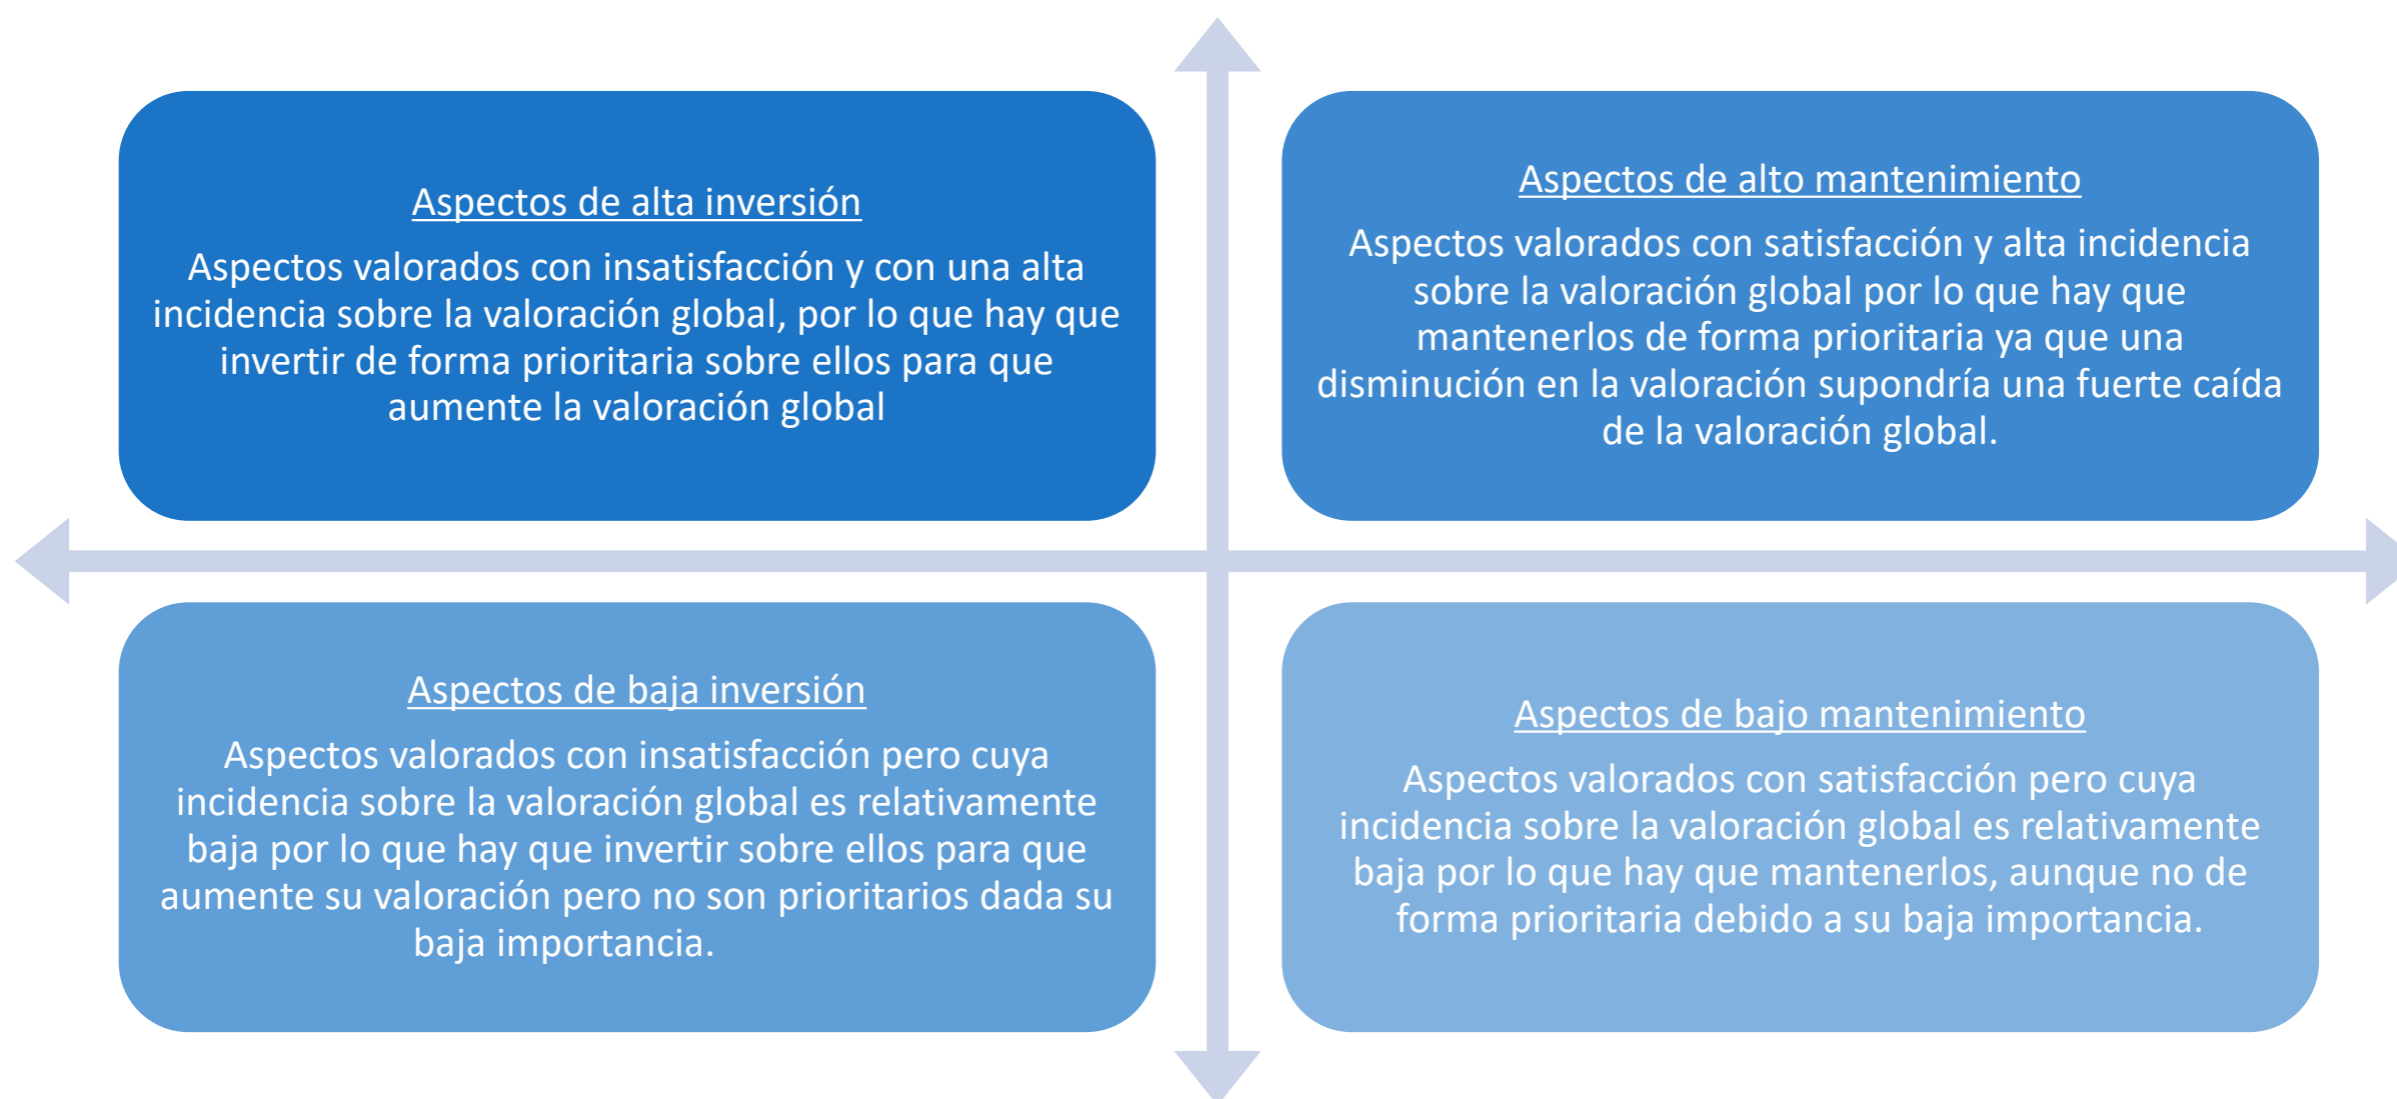 Aspectos de alta inversión
Aspectos valorados con insatisfacción y con una alta
incidencia sobre la valoración global, por lo que hay que
invertir de forma prioritaria sobre ellos para que
aumente la valoración global
Aspectos de alto mantenimiento
Aspectos valorados con satisfacción y alta incidencia
sobre la valoración global por lo que hay que
mantenerlos de forma prioritaria ya que una
disminución en la valoración supondría una fuerte caída
de la valoración global.
Aspectos de baja inversión
Aspectos valorados con insatisfacción pero cuya
incidencia sobre la valoración global es relativamente
baja por lo que hay que invertir sobre ellos para que
aumente su valoración pero no son prioritarios dada su
baja importancia.
Aspectos de bajo mantenimiento
Aspectos valorados con satisfacción pero cuya
incidencia sobre la valoración global es relativamente
baja por lo que hay que mantenerlos, aunque no de
forma prioritaria debido a su baja importancia.